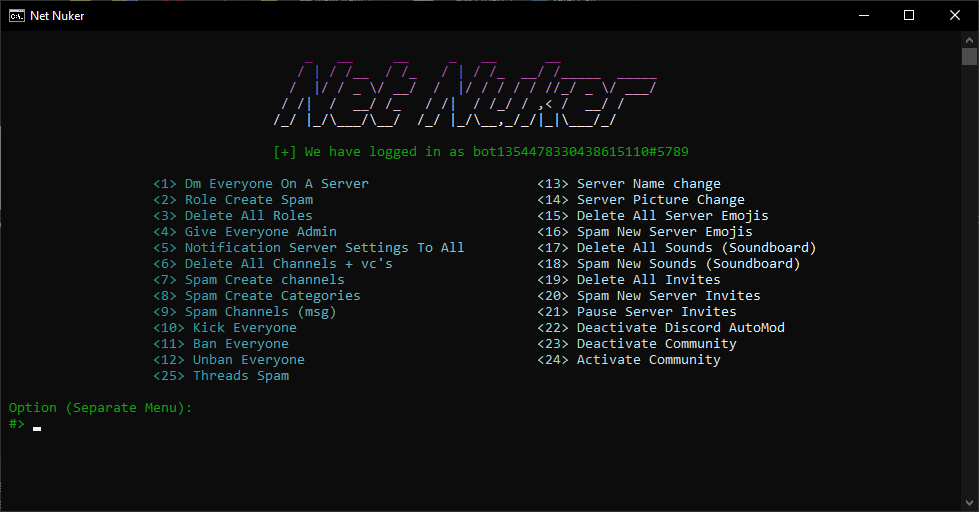 Net Nuker
Net Nuker
[+] We have logged in as bot1354478330438615110#5789
<1> Dm Everyone On A Server
<2> Role Create Spam
<3> Delete All Roles
<4> Give Everyone Admin
<5> Notification Server Settings To All
<6> Delete All Channels + vc's
<7> Spam Create channels
<8> Spam Create Categories
<9> Spam Channels (msg)
<10> Kick Everyone
<11> Ban Everyone
<12> Unban Everyone
<25> Threads Spam
<13> Server Name change
<14> Server Picture Change
<15> Delete All Server Emojis
<16> Spam New Server Emojis
<17> Delete All Sounds (Soundboard)
<18> Spam New Sounds (Soundboard)
<19> Delete All Invites
<20> Spam New Server Invites
<21> Pause Server Invites
<22> Deactivate Discord AutoMod
<23> Deactivate Community
<24> Activate Community
Option (Separate Menu):
#>